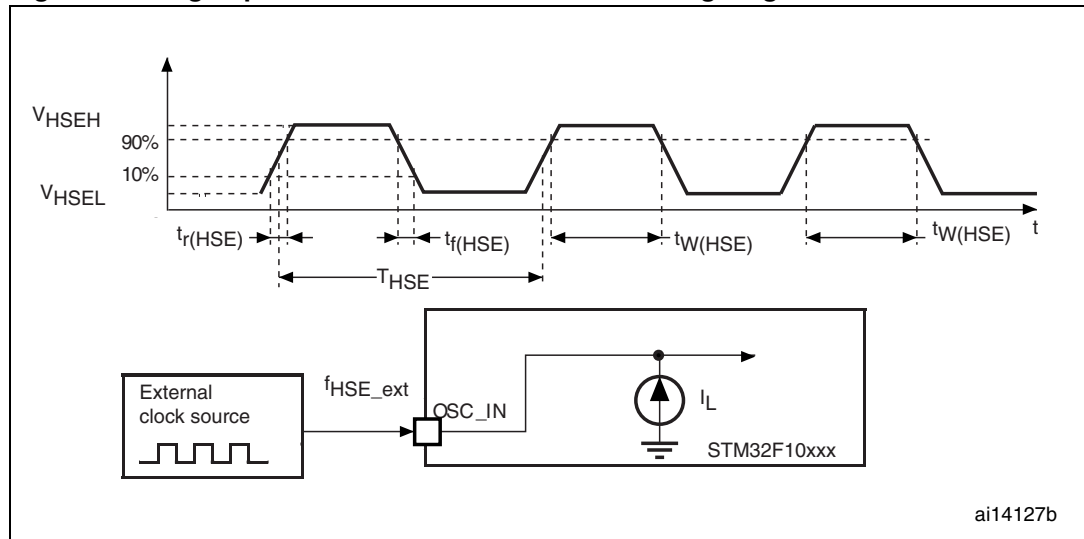 VHSEH
90%
10%
VHSEL
tr(HSE)
tf(HSE)
tW(HSE)
tW(HSE)
t
THSE
External
clock source
fHSE_ext
OSC_IN
IL
STM32F10xxx
ai14127b